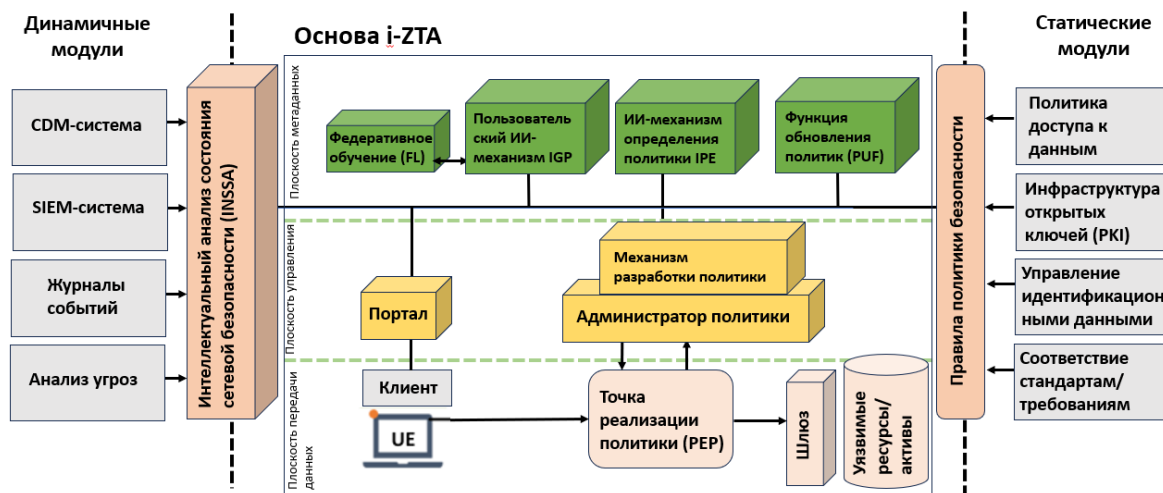 Динамичные
модули
CDM-система
SIEM-система
Журналы
событий
Анализ угроз
Интеллектуальный анализ состояния
сетевой безопасности (INSSA)
Основа i-ZTA
Плоскость метаданных
Федеративное
обучение (FL)
Пользователь
ский ИИ-
механизм IGP
ИИ-механизм
определения
политики IPE
Функция
обновления
политик (PUF)
Плоскость управления
Портал
Механизм
разработки политики
Администратор политики
Плоскость передачи
данных
Клиент
UE
Точка
реализации
политики (PEP)
Шлюз
Уязвимые
ресурсы/
активы
Правила политики безопасности
Статические
модули
Политика
доступа к
данным
Инфраструктура
открытых
ключей (PKI)
Управление
идентификацион
ными данными
Соответствие
стандартам/
требованиям